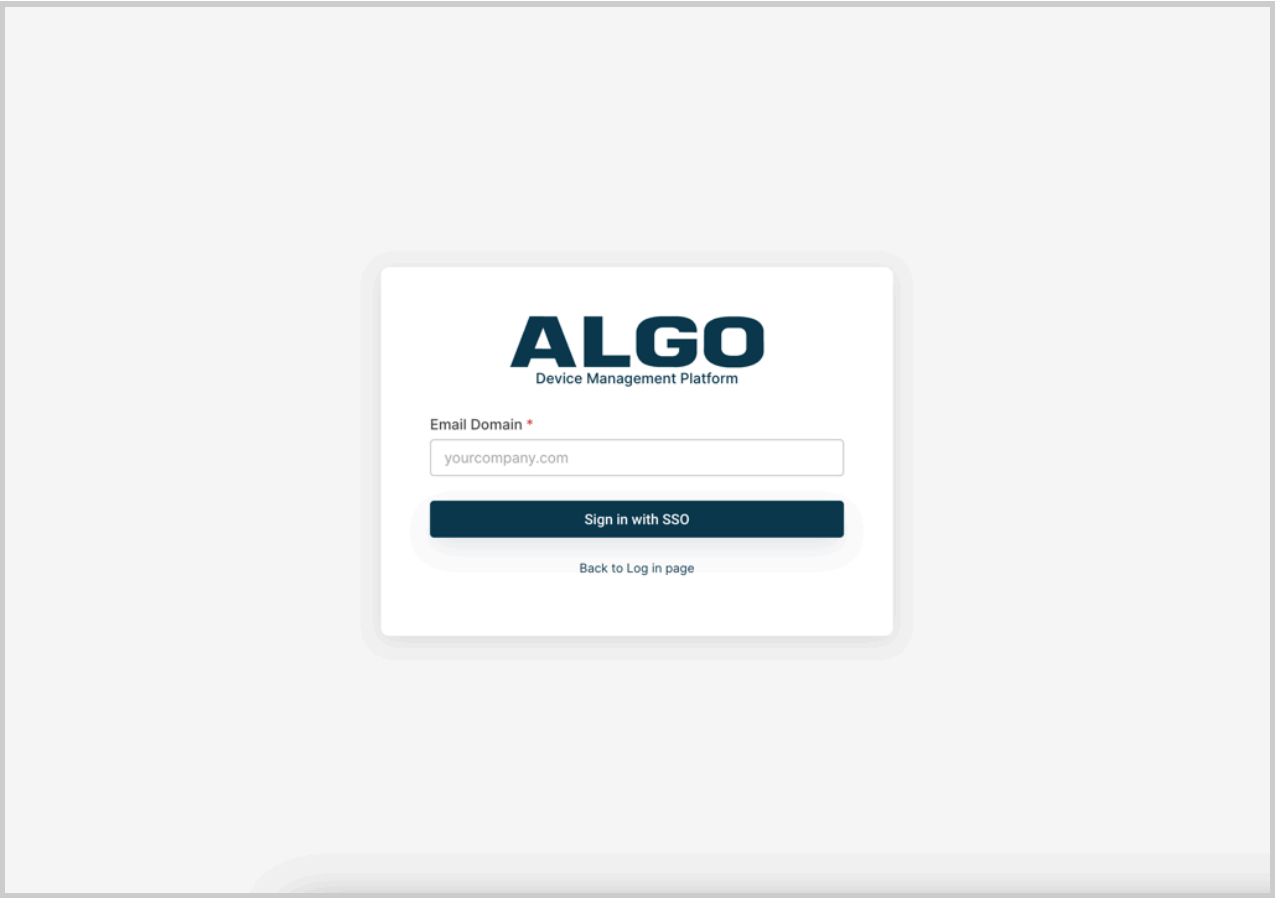 ALGO
Device Management Platform
Email Domain *
yourcompany.com
Sign in with SSO
Back to Log in page